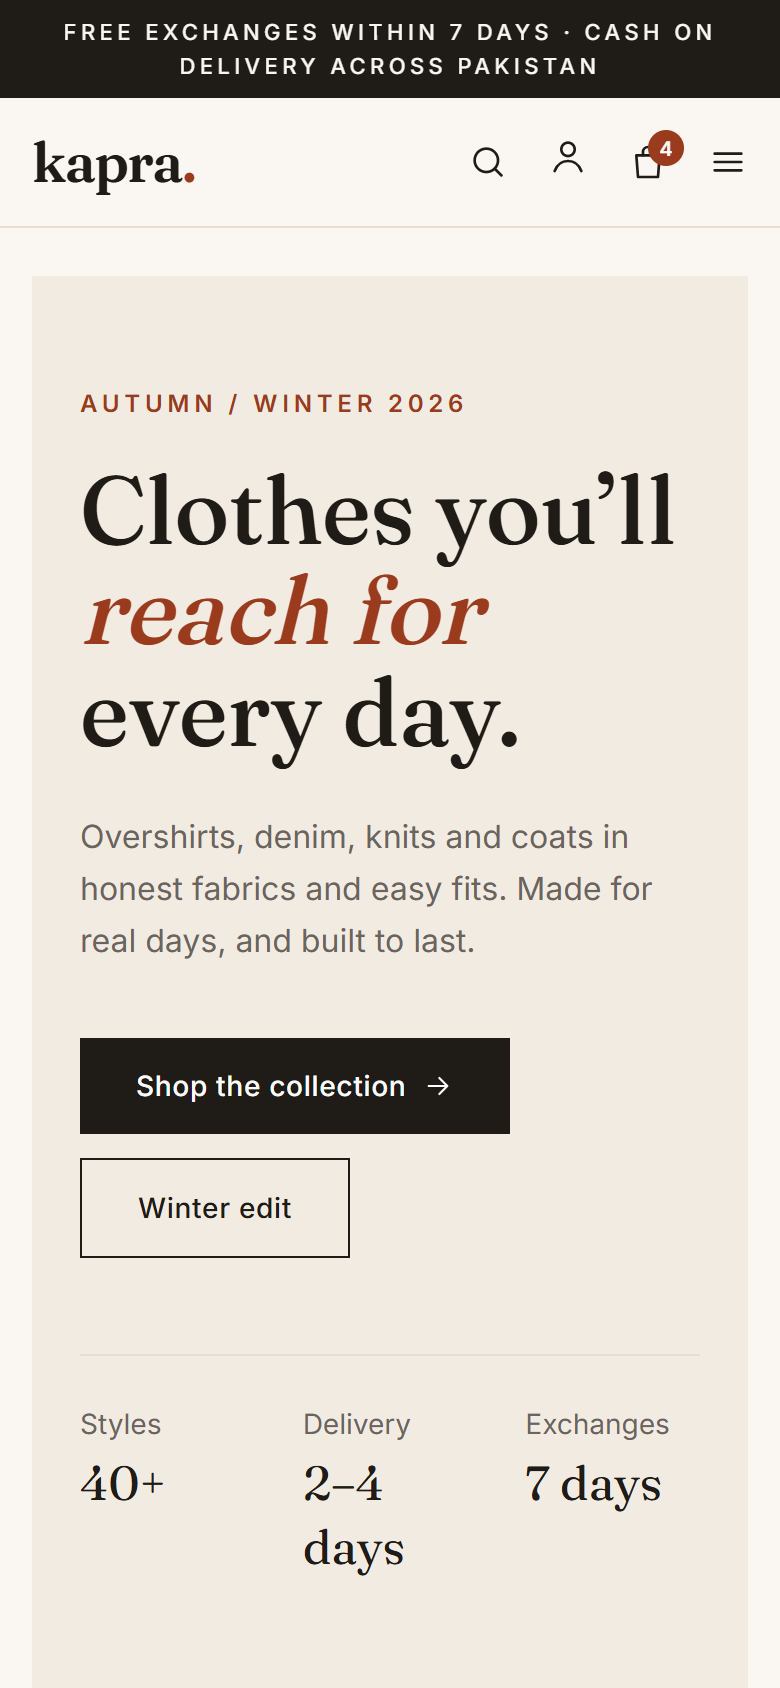 FREE EXCHANGES WITHIN 7 DAYS · CASH ON
DELIVERY ACROSS PAKISTAN
kapra.
4
AUTUMN / WINTER 2026
Clothes you’ll
reach for
every day.
Overshirts, denim, knits and coats in
honest fabrics and easy fits. Made for
real days, and built to last.
Shop the collection →
Winter edit
Styles Delivery Exchanges
40+ 2–4 7 days
days